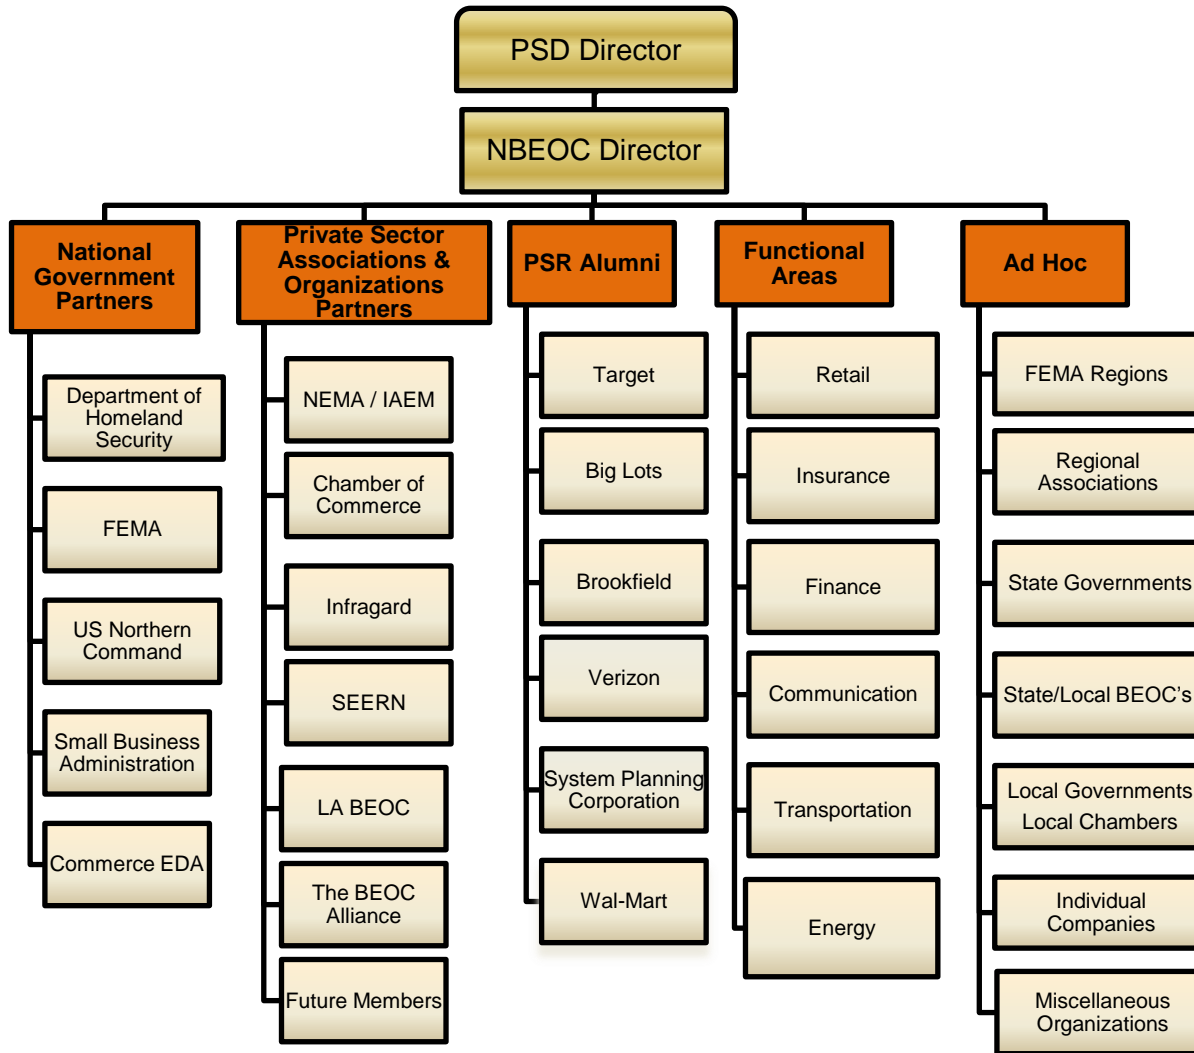 PSD Director
NBEOC Director
National
Government
Partners
Department of
Homeland
Security
FEMA
US Northern
Command
Small Business
Administration
Commerce EDA
Private Sector
Associations &
Organizations
Partners
NEMA / IAEM
Chamber of
Commerce
Infragard
SEERN
LA BEOC
The BEOC
Alliance
Future Members
PSR Alumni
Target
Big Lots
Brookfield
Verizon
System Planning
Corporation
Wal-Mart
Functional
Areas
Retail
Insurance
Finance
Communication
Transportation
Energy
Ad Hoc
FEMA Regions
Regional
Associations
State Governments
State/Local BEOC’s
Local Governments
Local Chambers
Individual
Companies
Miscellaneous
Organizations